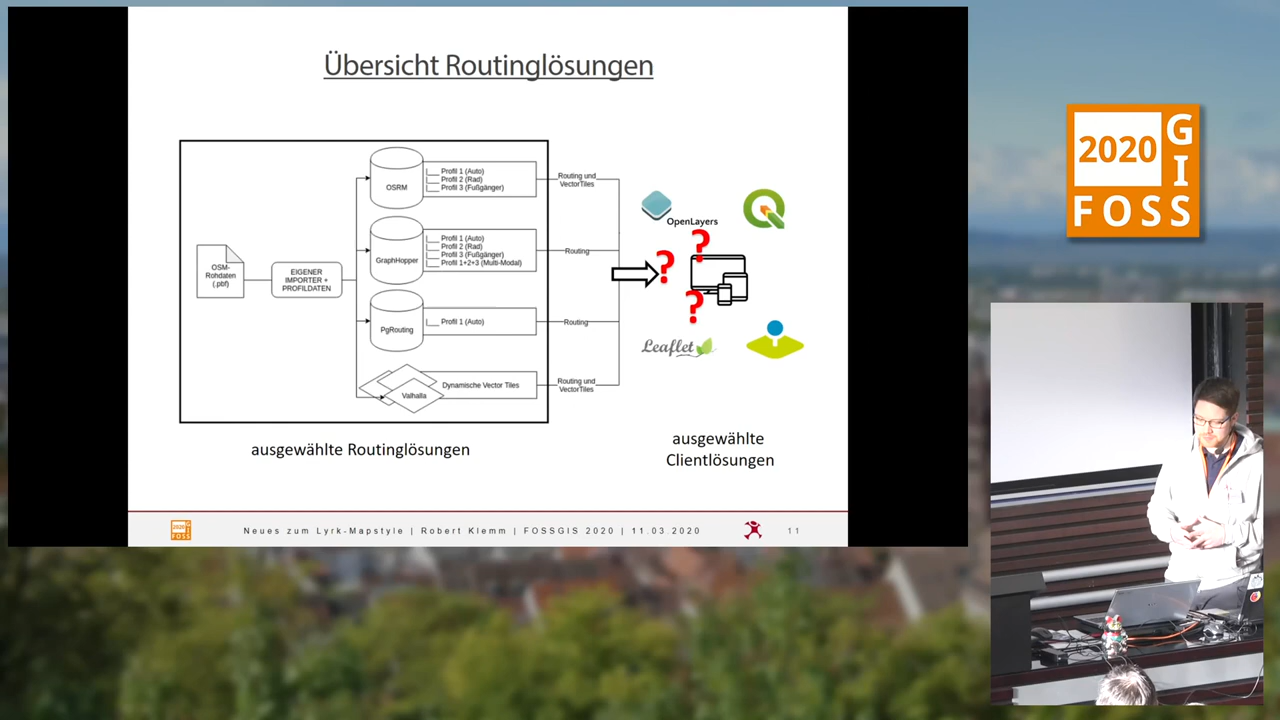 Übersicht Routinglösungen
OSM-
Rohdaten
(.pbf)
EIGENER
IMPORTER +
PROFILDATEN
OSRM
Profil 1 (Auto)
Profil 2 (Rad)
Profil 3 (Fußgänger)
Routing und
VectorTiles
GraphHopper
Profil 1 (Auto)
Profil 2 (Rad)
Profil 3 (Fußgänger)
Profil 1+2+3 (Multi-Modal)
Routing
PgRouting
Profil 1 (Auto)
Routing
Valhalla
Dynamische Vector Tiles
Routing und
VectorTiles
OpenLayers
?
?
?
Leaflet
ausgewählte Routinglösungen
ausgewählte
Clientlösungen
2020
FOSS
Neues zum Lyrk-Mapstyle | Robert Klemm | FOSSGIS 2020 | 11.03.2020
11
2020
GIS
FOSS